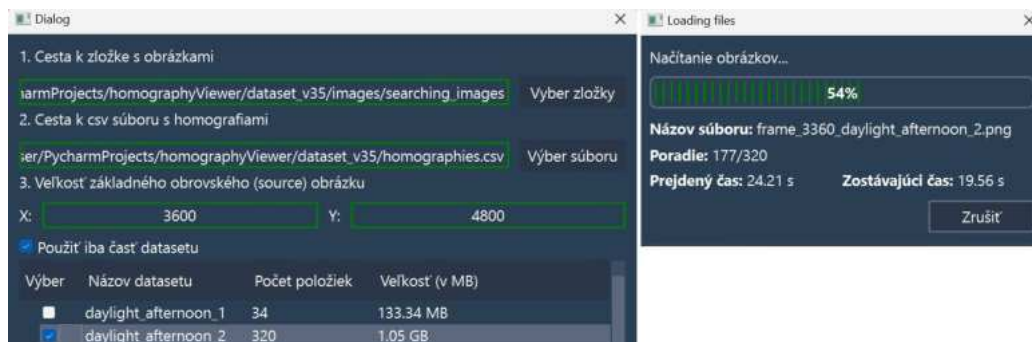 Dialog
1. Cesta k zložke s obrázkami
armProjects/homographyViewer/dataset_v35/images/searching_images
Vyber zložky
2. Cesta k csv súboru s homografiami
ser/PycharmProjects/homographyViewer/dataset_v35/homographies.csv
Výber súboru
3. Veľkosť základného obrovského (source) obrázku
X: 3600 Y: 4800
Použiť iba časť datasetu
Výber Názov datasetu Počet položiek Veľkosť (v MB)
daylight_afternoon_1 34 133.34 MB
daylight_afternoon_2 320 1.05 GB
Loading files
Načítanie obrázkov...
54%
Názov súboru: frame_3360_daylight_afternoon_2.png
Poradie: 177/320
Prejdený čas: 24.21 s Zostávajúci čas: 19.56 s
Zrušiť